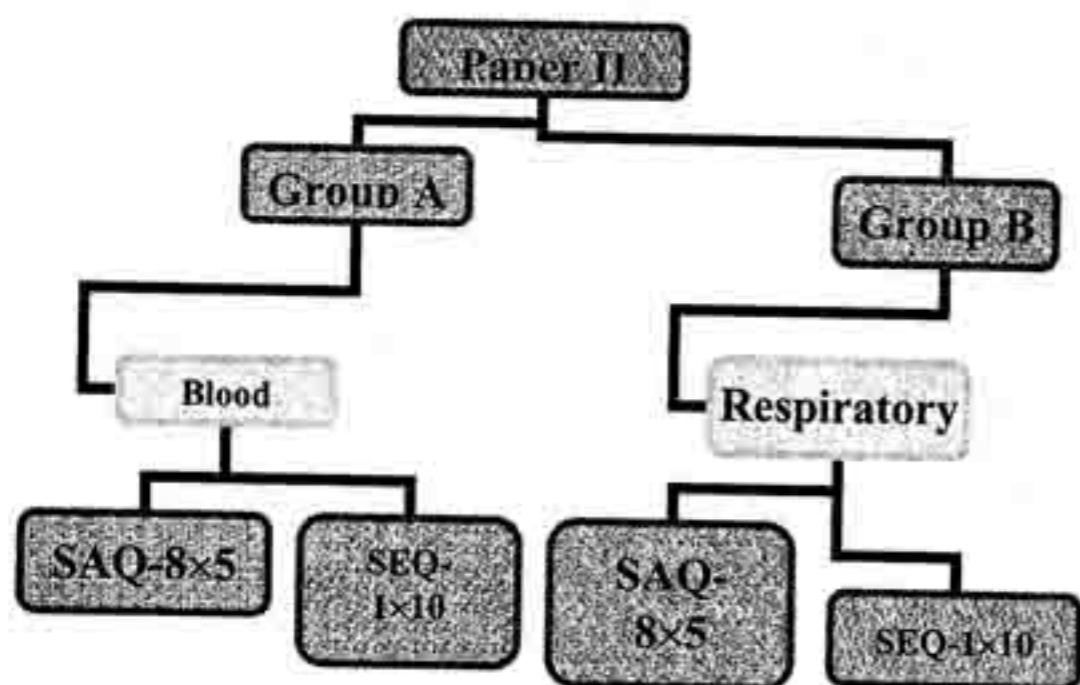 Paper II
Group A
Group B
Blood
Respiratory
SAQ-8×5
SEQ-
1×10
SAQ-
8×5
SEQ-1×10